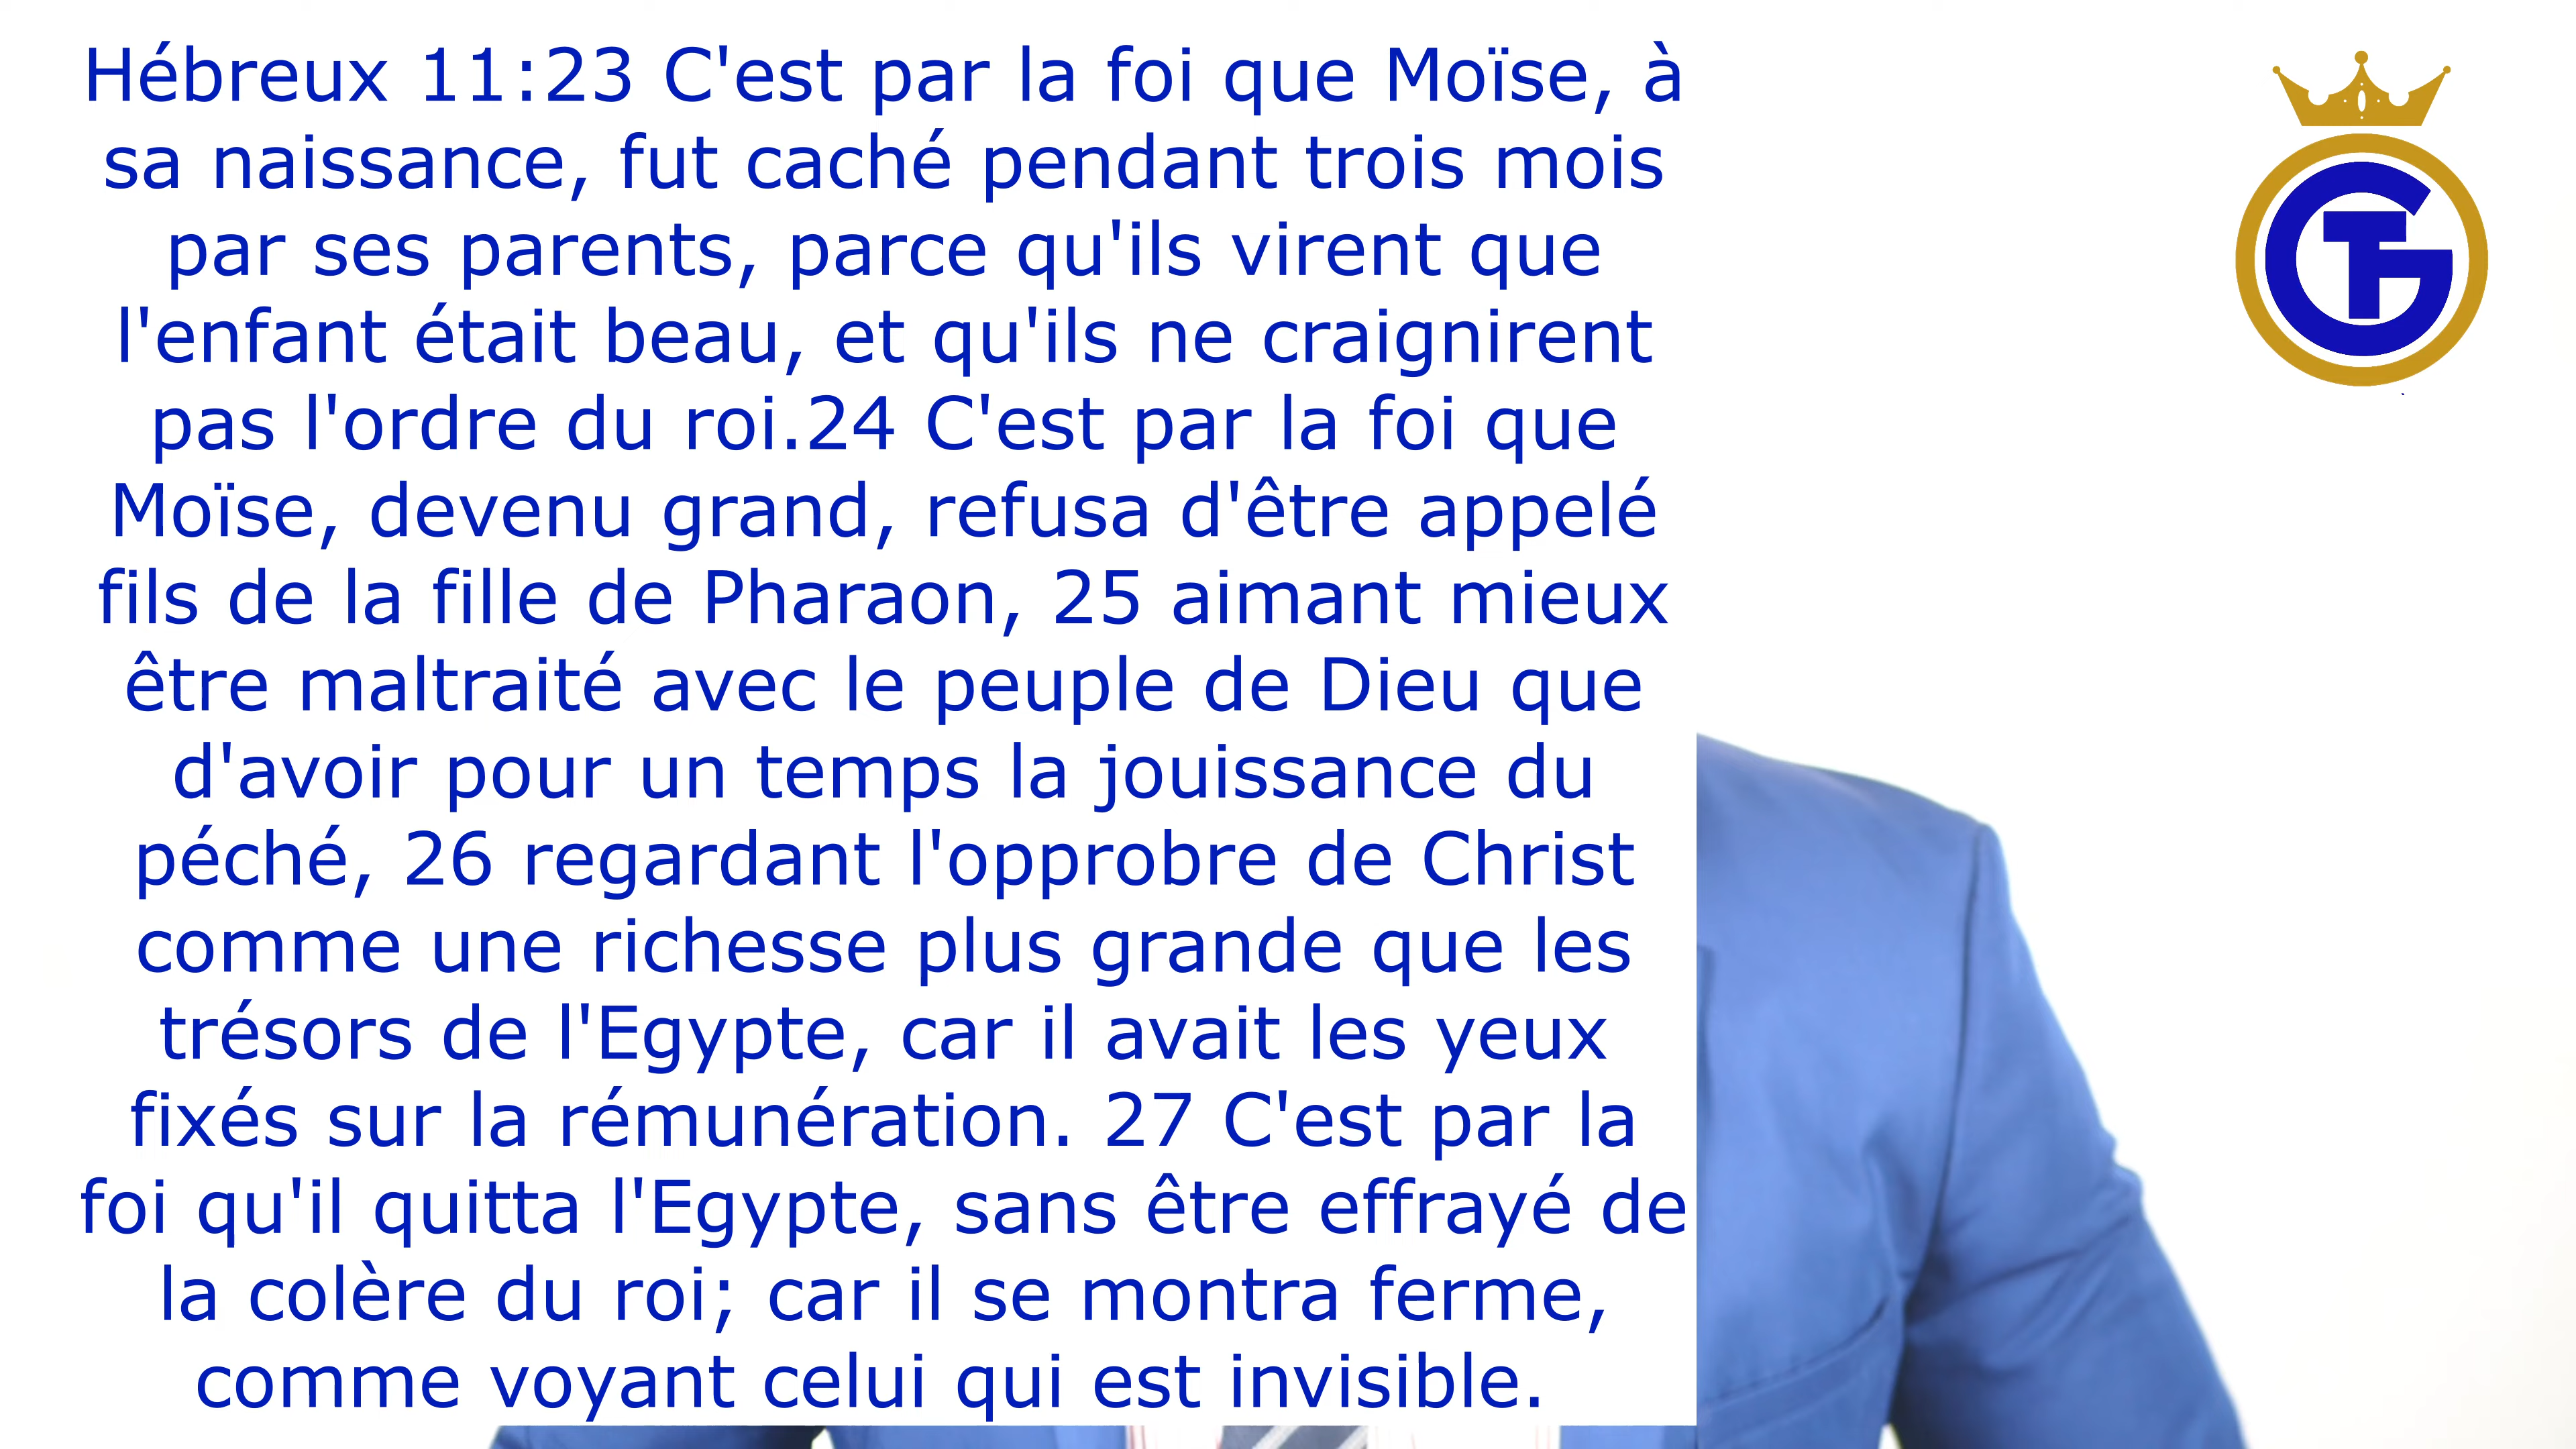 Hébreux 11:23 C'est par la foi que Moïse, à
sa naissance, fut caché pendant trois mois
par ses parents, parce qu'ils virent que
l'enfant était beau, et qu'ils ne craignirent
pas l'ordre du roi.24 C'est par la foi que
Moïse, devenu grand, refusa d'être appelé
fils de la fille de Pharaon, 25 aimant mieux
être maltraité avec le peuple de Dieu que
d'avoir pour un temps la jouissance du
péché, 26 regardant l'opprobre de Christ
comme une richesse plus grande que les
trésors de l'Egypte, car il avait les yeux
fixés sur la rémunération. 27 C'est par la
foi qu'il quitta l'Egypte, sans être effrayé de
la colère du roi; car il se montra ferme,
comme voyant celui qui est invisible.
GT